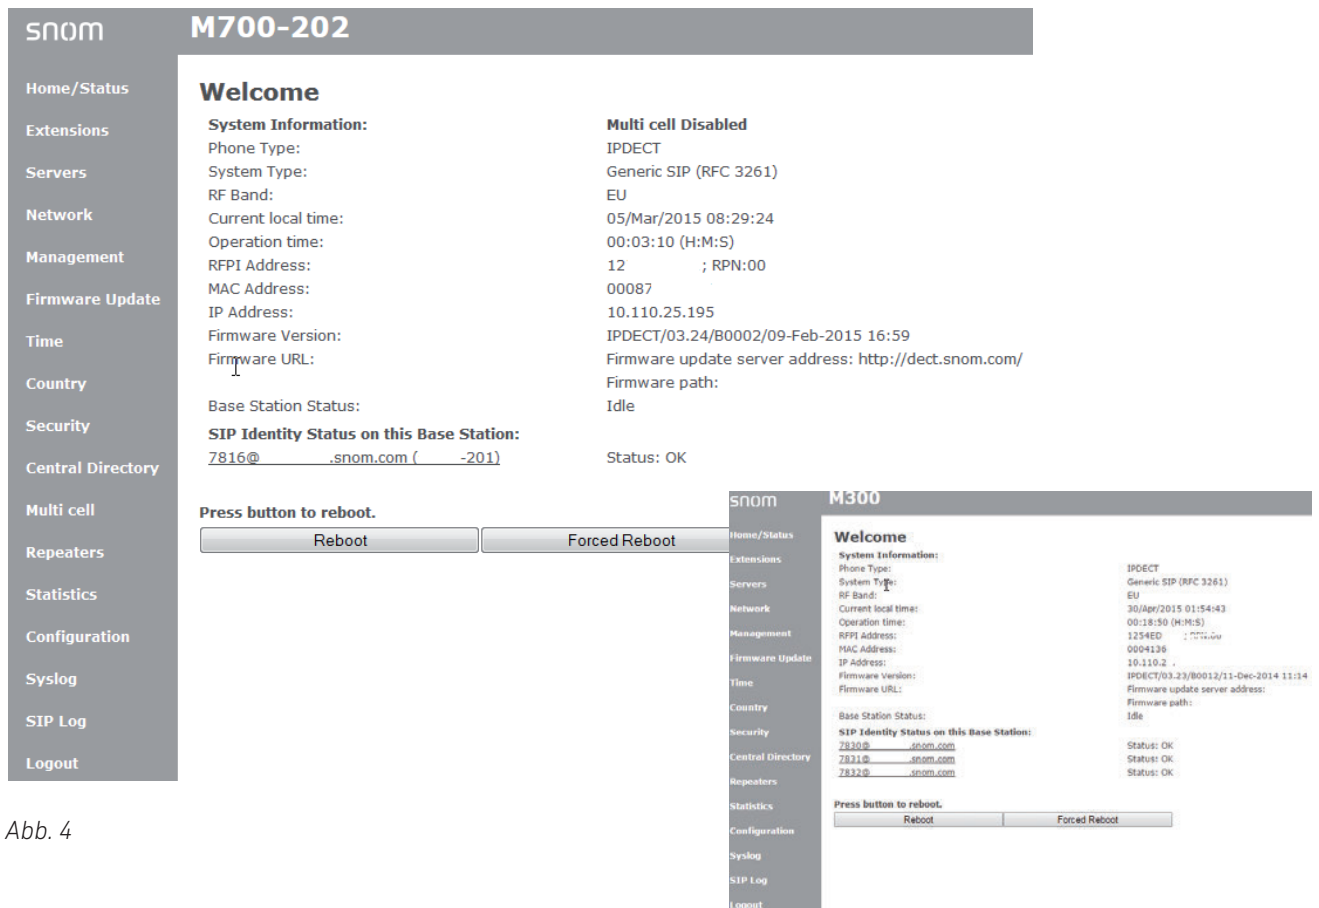 snom
M700-202
Home/Status
Extensions
Servers
Network
Management
Firmware Update
Time
Country
Security
Central Directory
Multi cell
Repeaters
Statistics
Configuration
Syslog
SIP Log
Logout
Welcome
System Information: Multi cell Disabled
Phone Type: IPDECT
System Type: Generic SIP (RFC 3261)
RF Band: EU
Current local time: 05/Mar/2015 08:29:24
Operation time: 00:03:10 (H:M:S)
RFPI Address: 12 ; RPN:00
MAC Address: 00087
IP Address: 10.110.25.195
Firmware Version: IPDECT/03.24/B0002/09-Feb-2015 16:59
Firmware URL: Firmware update server address: http://dect.snom.com/
Firmware path:
Base Station Status: Idle
SIP Identity Status on this Base Station:
7816@ .snom.com ( -201) Status: OK
Press button to reboot.
Reboot Forced Reboot
snom
M300
Home/Status
Extensions
Servers
Network
Management
Firmware Update
Time
Country
Security
Central Directory
Repeaters
Statistics
Configuration
Syslog
SIP Log
Logout
Welcome
System Information:
Phone Type: IPDECT
System Type: Generic SIP (RFC 3261)
RF Band: EU
Current local time: 30/Apr/2015 01:54:43
Operation time: 00:18:50 (H:M:S)
RFPI Address: 1254ED ;
MAC Address: 0004136
IP Address: 10.110.2 .
Firmware Version: IPDECT/03.23/B0012/11-Dec-2014 11:14
Firmware URL: Firmware update server address:
Firmware path:
Base Station Status: Idle
SIP Identity Status on this Base Station:
7830@ .snom.com Status: OK
7831@ .snom.com Status: OK
7832@ .snom.com Status: OK
Press button to reboot.
Reboot Forced Reboot
Abb. 4